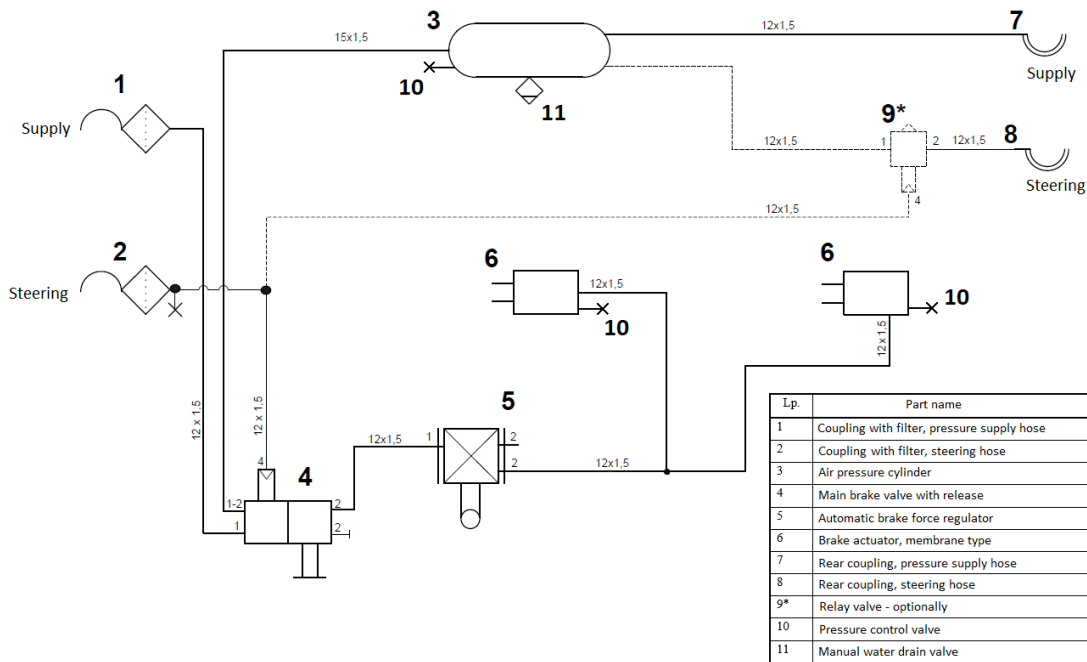 3
7
15x1,5
12x1,5
10
Supply
1
11
9*
Supply
12x1,5
1
2
12x1,5
8
Steering
4
12x1,5
2
6
6
Steering
12x1,5
10
10
12x1,5
12 x 1,5
12 x 1,5
5
12x1,5
1
2
4
4
2
12x1,5
1-2
2
1
2
Lp. Part name
1 Coupling with filter, pressure supply hose
2 Coupling with filter, steering hose
3 Air pressure cylinder
4 Main brake valve with release
5 Automatic brake force regulator
6 Brake actuator, membrane type
7 Rear coupling, pressure supply hose
8 Rear coupling, steering hose
9* Relay valve - optionally
10 Pressure control valve
11 Manual water drain valve